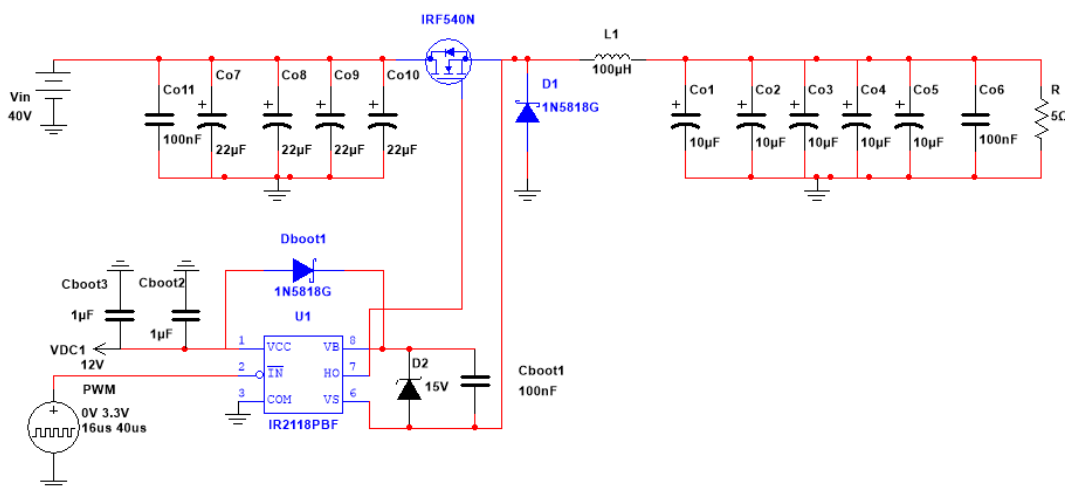 IRF540N
L1
100µH
Vin
40V
Co11
100nF
Co7
22µF
Co8
22µF
Co9
22µF
Co10
22µF
D1
1N5818G
Co1
10µF
Co2
10µF
Co3
10µF
Co4
10µF
Co5
10µF
Co6
100nF
R
5Ω
Dboot1
1N5818G
Cboot3
1µF
Cboot2
1µF
VDC1
12V
U1
1 VCC VB 8
2 IN HO 7
3 COM VS 6
IR2118PBF
D2
15V
Cboot1
100nF
PWM
0V 3.3V
16us 40us